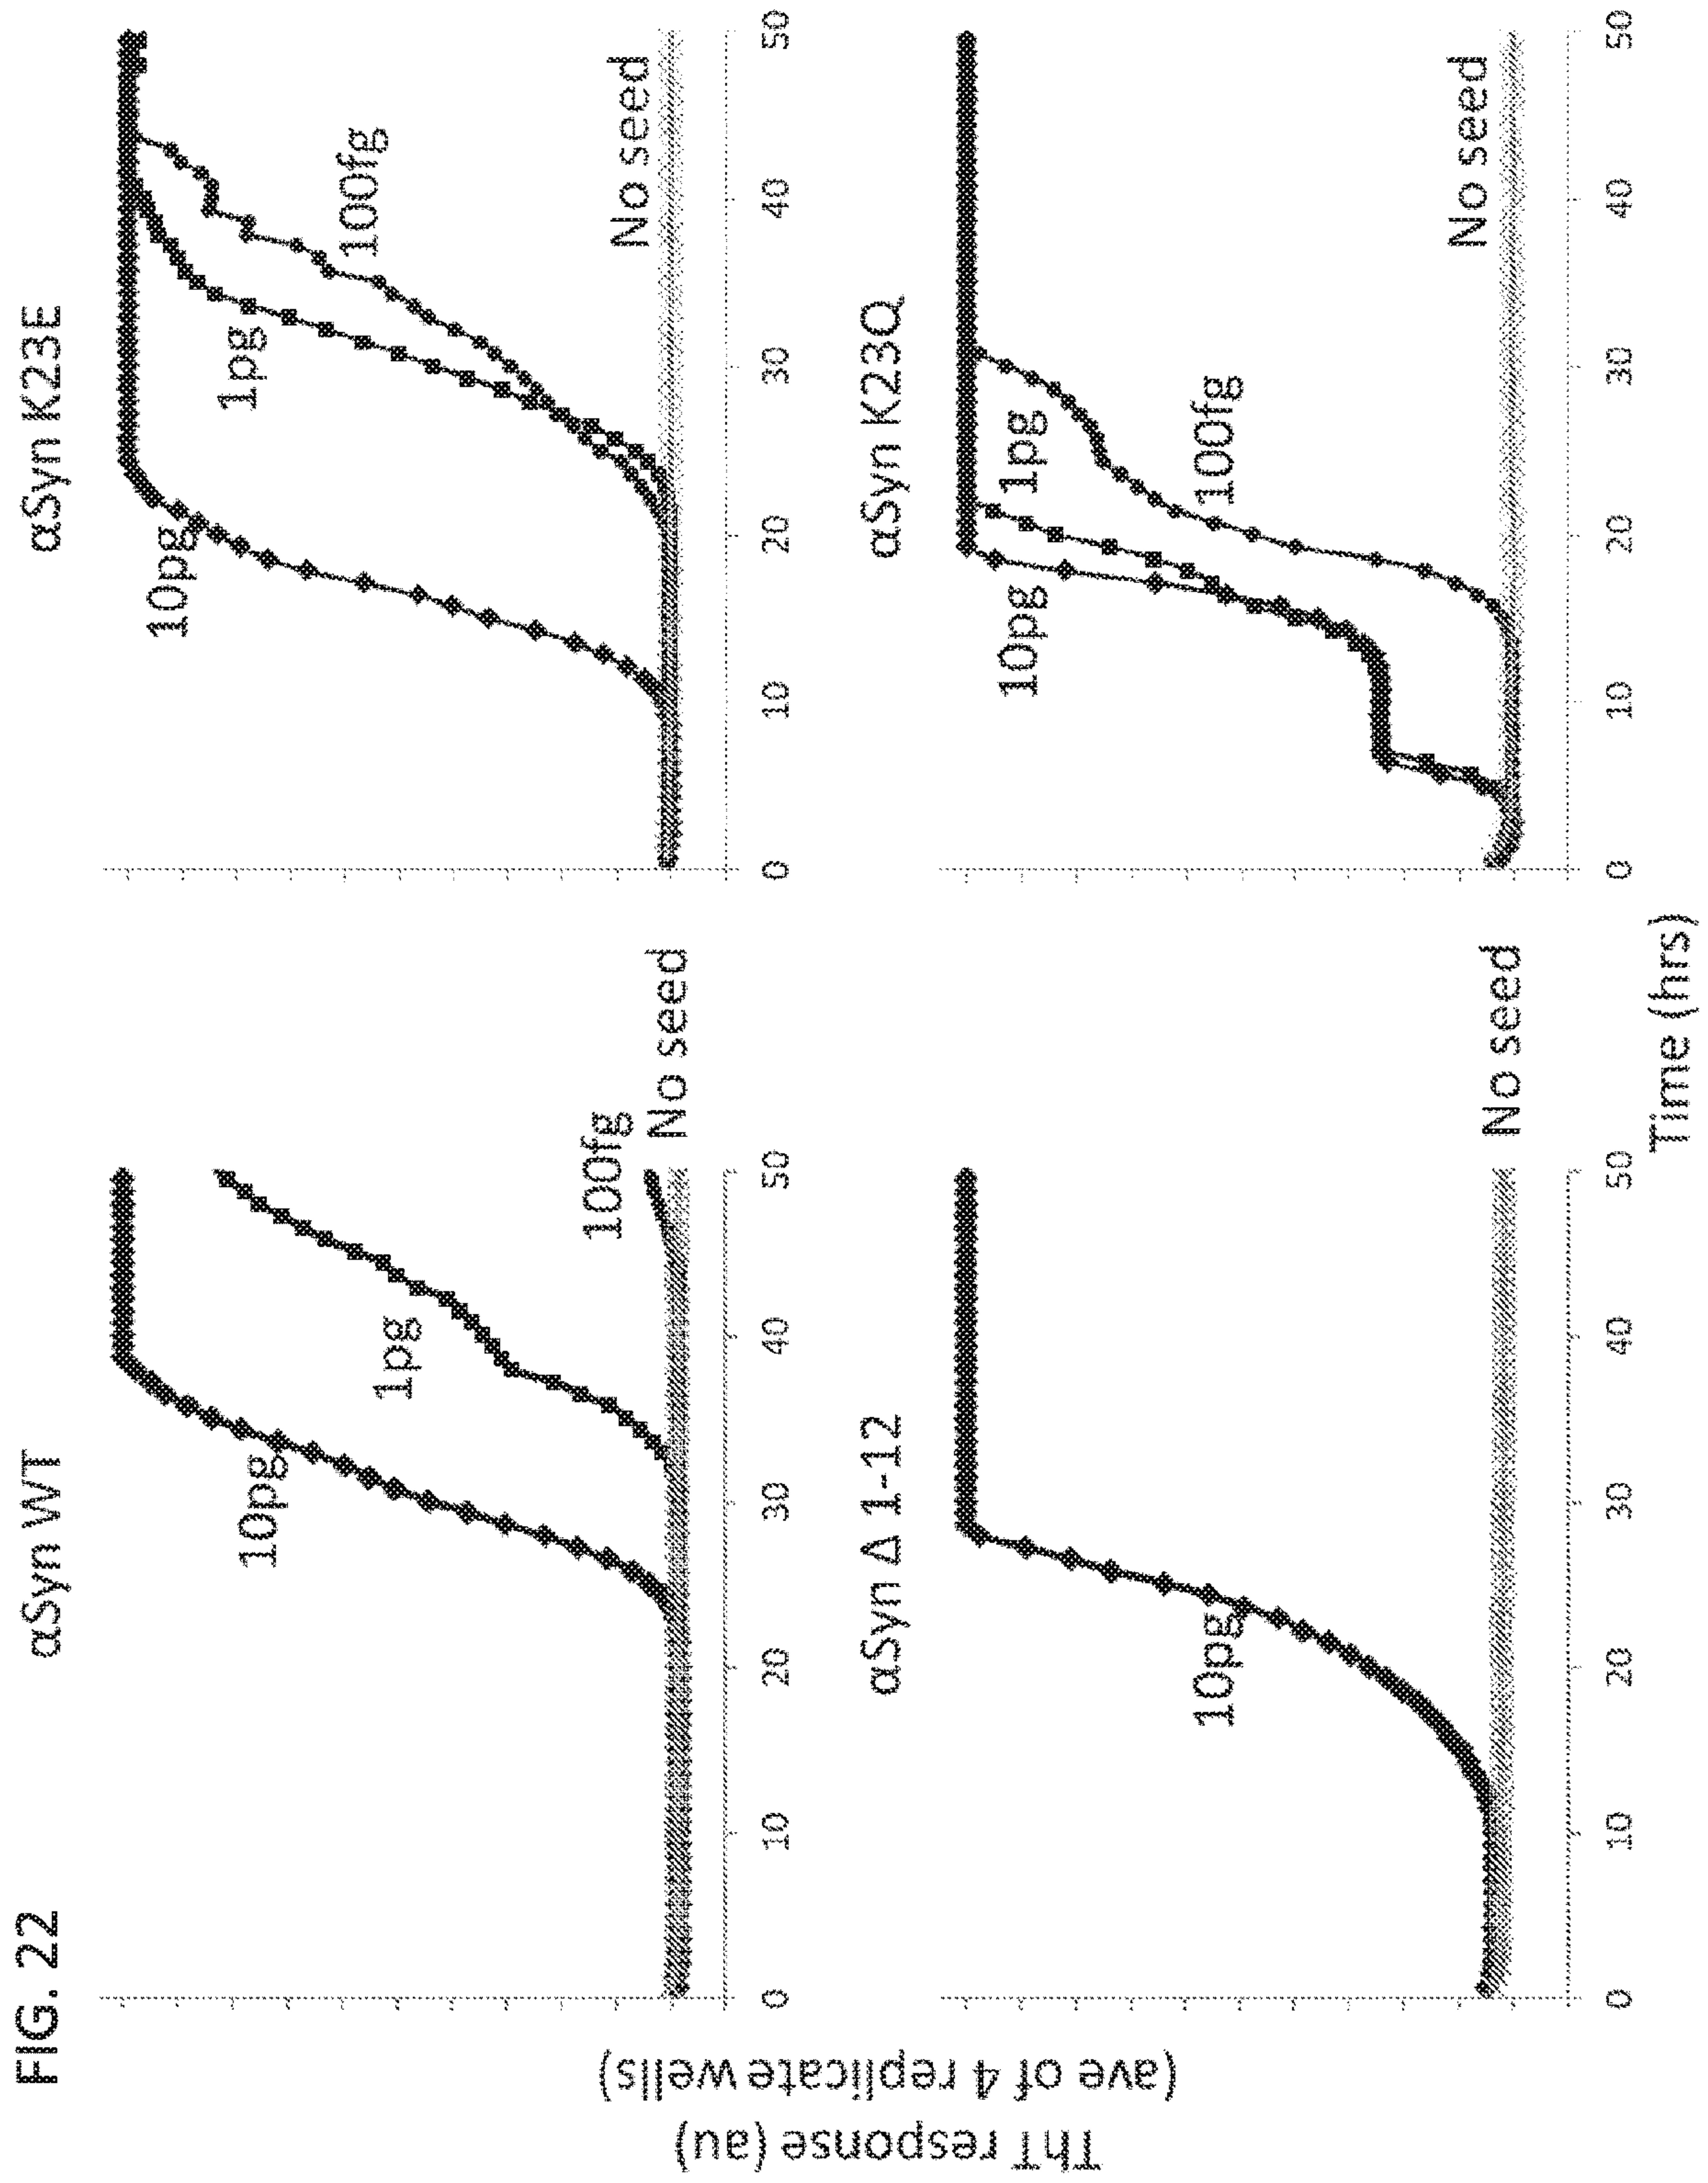 FIG. 22
αSyn WT
10pg
1pg
100fg
No seed
0 10 20 30 40 50
αSyn K23E
10pg
1pg
100fg
No seed
0 10 20 30 40 50
ThT response (au)
(ave of 4 replicate wells)
αSyn Δ 1-12
10pg
No seed
0 10 20 30 40 50
αSyn K23Q
10pg
1pg
100fg
No seed
0 10 20 30 40 50
Time (hrs)